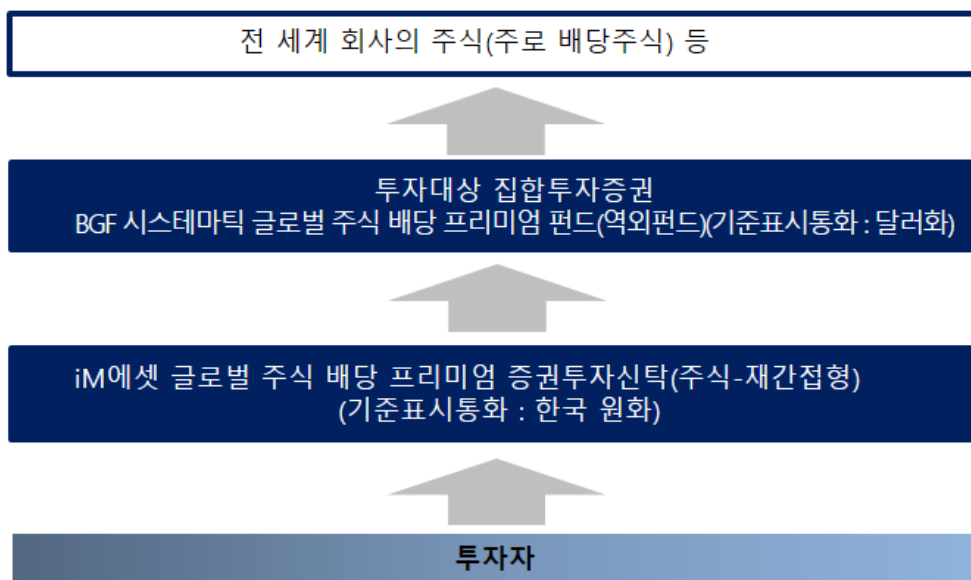 전 세계 회사의 주식(주로 배당주식) 등
투자대상 집합투자증권
BGF 시스테마틱 글로벌 주식 배당 프리미엄 펀드(역외펀드)(기준표시통화 : 달러화)
iM에셋 글로벌 주식 배당 프리미엄 증권투자신탁(주식-재간접형)
(기준표시통화 : 한국 원화)
투자자